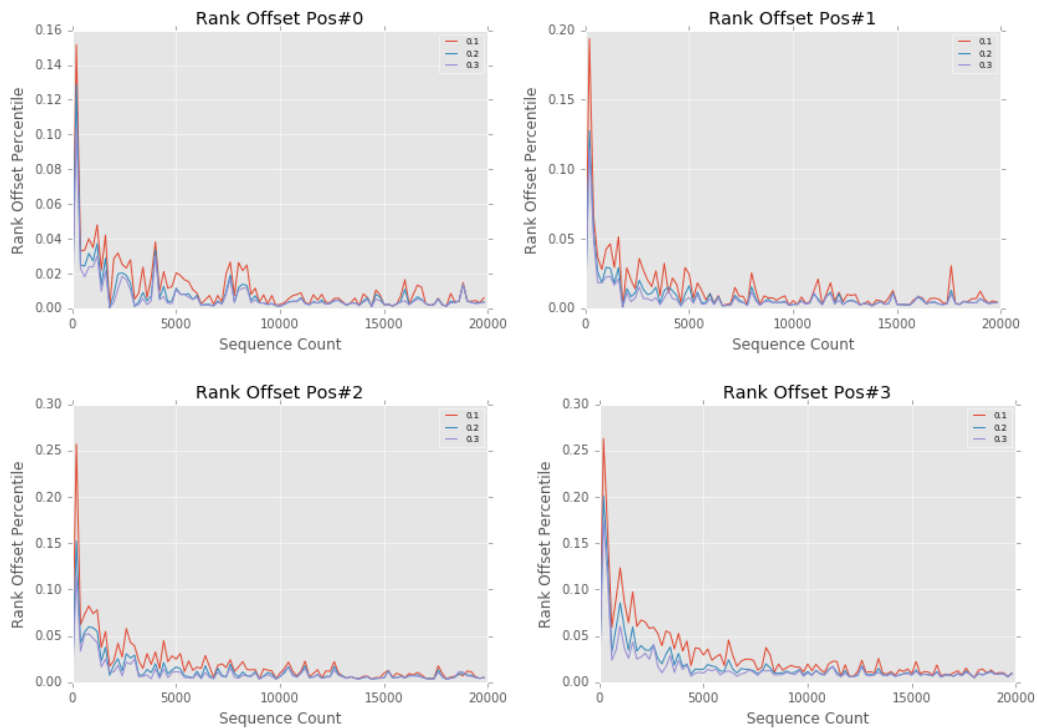 Rank Offset Pos#0
0.16
0.14
0.12
0.10
0.08
0.06
0.04
0.02
0.00
Rank Offset Percentile
0.1
0.2
0.3
0 5000 10000 15000 20000
Sequence Count
Rank Offset Pos#1
0.20
0.15
0.10
0.05
0.00
Rank Offset Percentile
0.1
0.2
0.3
0 5000 10000 15000 20000
Sequence Count
Rank Offset Pos#2
0.30
0.25
0.20
0.15
0.10
0.05
0.00
Rank Offset Percentile
0.1
0.2
0.3
0 5000 10000 15000 20000
Sequence Count
Rank Offset Pos#3
0.30
0.25
0.20
0.15
0.10
0.05
0.00
Rank Offset Percentile
0.1
0.2
0.3
0 5000 10000 15000 20000
Sequence Count